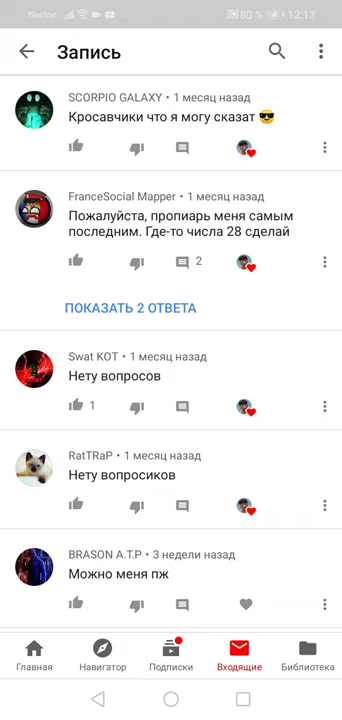 Beeline 80 % 12:13
Запись
SCORPIO GALAXY • 1 месяц назад
Кросавчики что я могу сказат 😎
FranceSocial Mapper • 1 месяц назад
Пожалуйста, пропиарь меня самым
последним. Где-то числа 28 сделай
2
ПОКАЗАТЬ 2 ОТВЕТА
Swat KOT • 1 месяц назад
Нету вопросов
1
RatTRaP • 1 месяц назад
Нету вопросиков
BRASON A.T.P • 3 недели назад
Можно меня пж
Главная Навигатор Подписки Входящие Библиотека